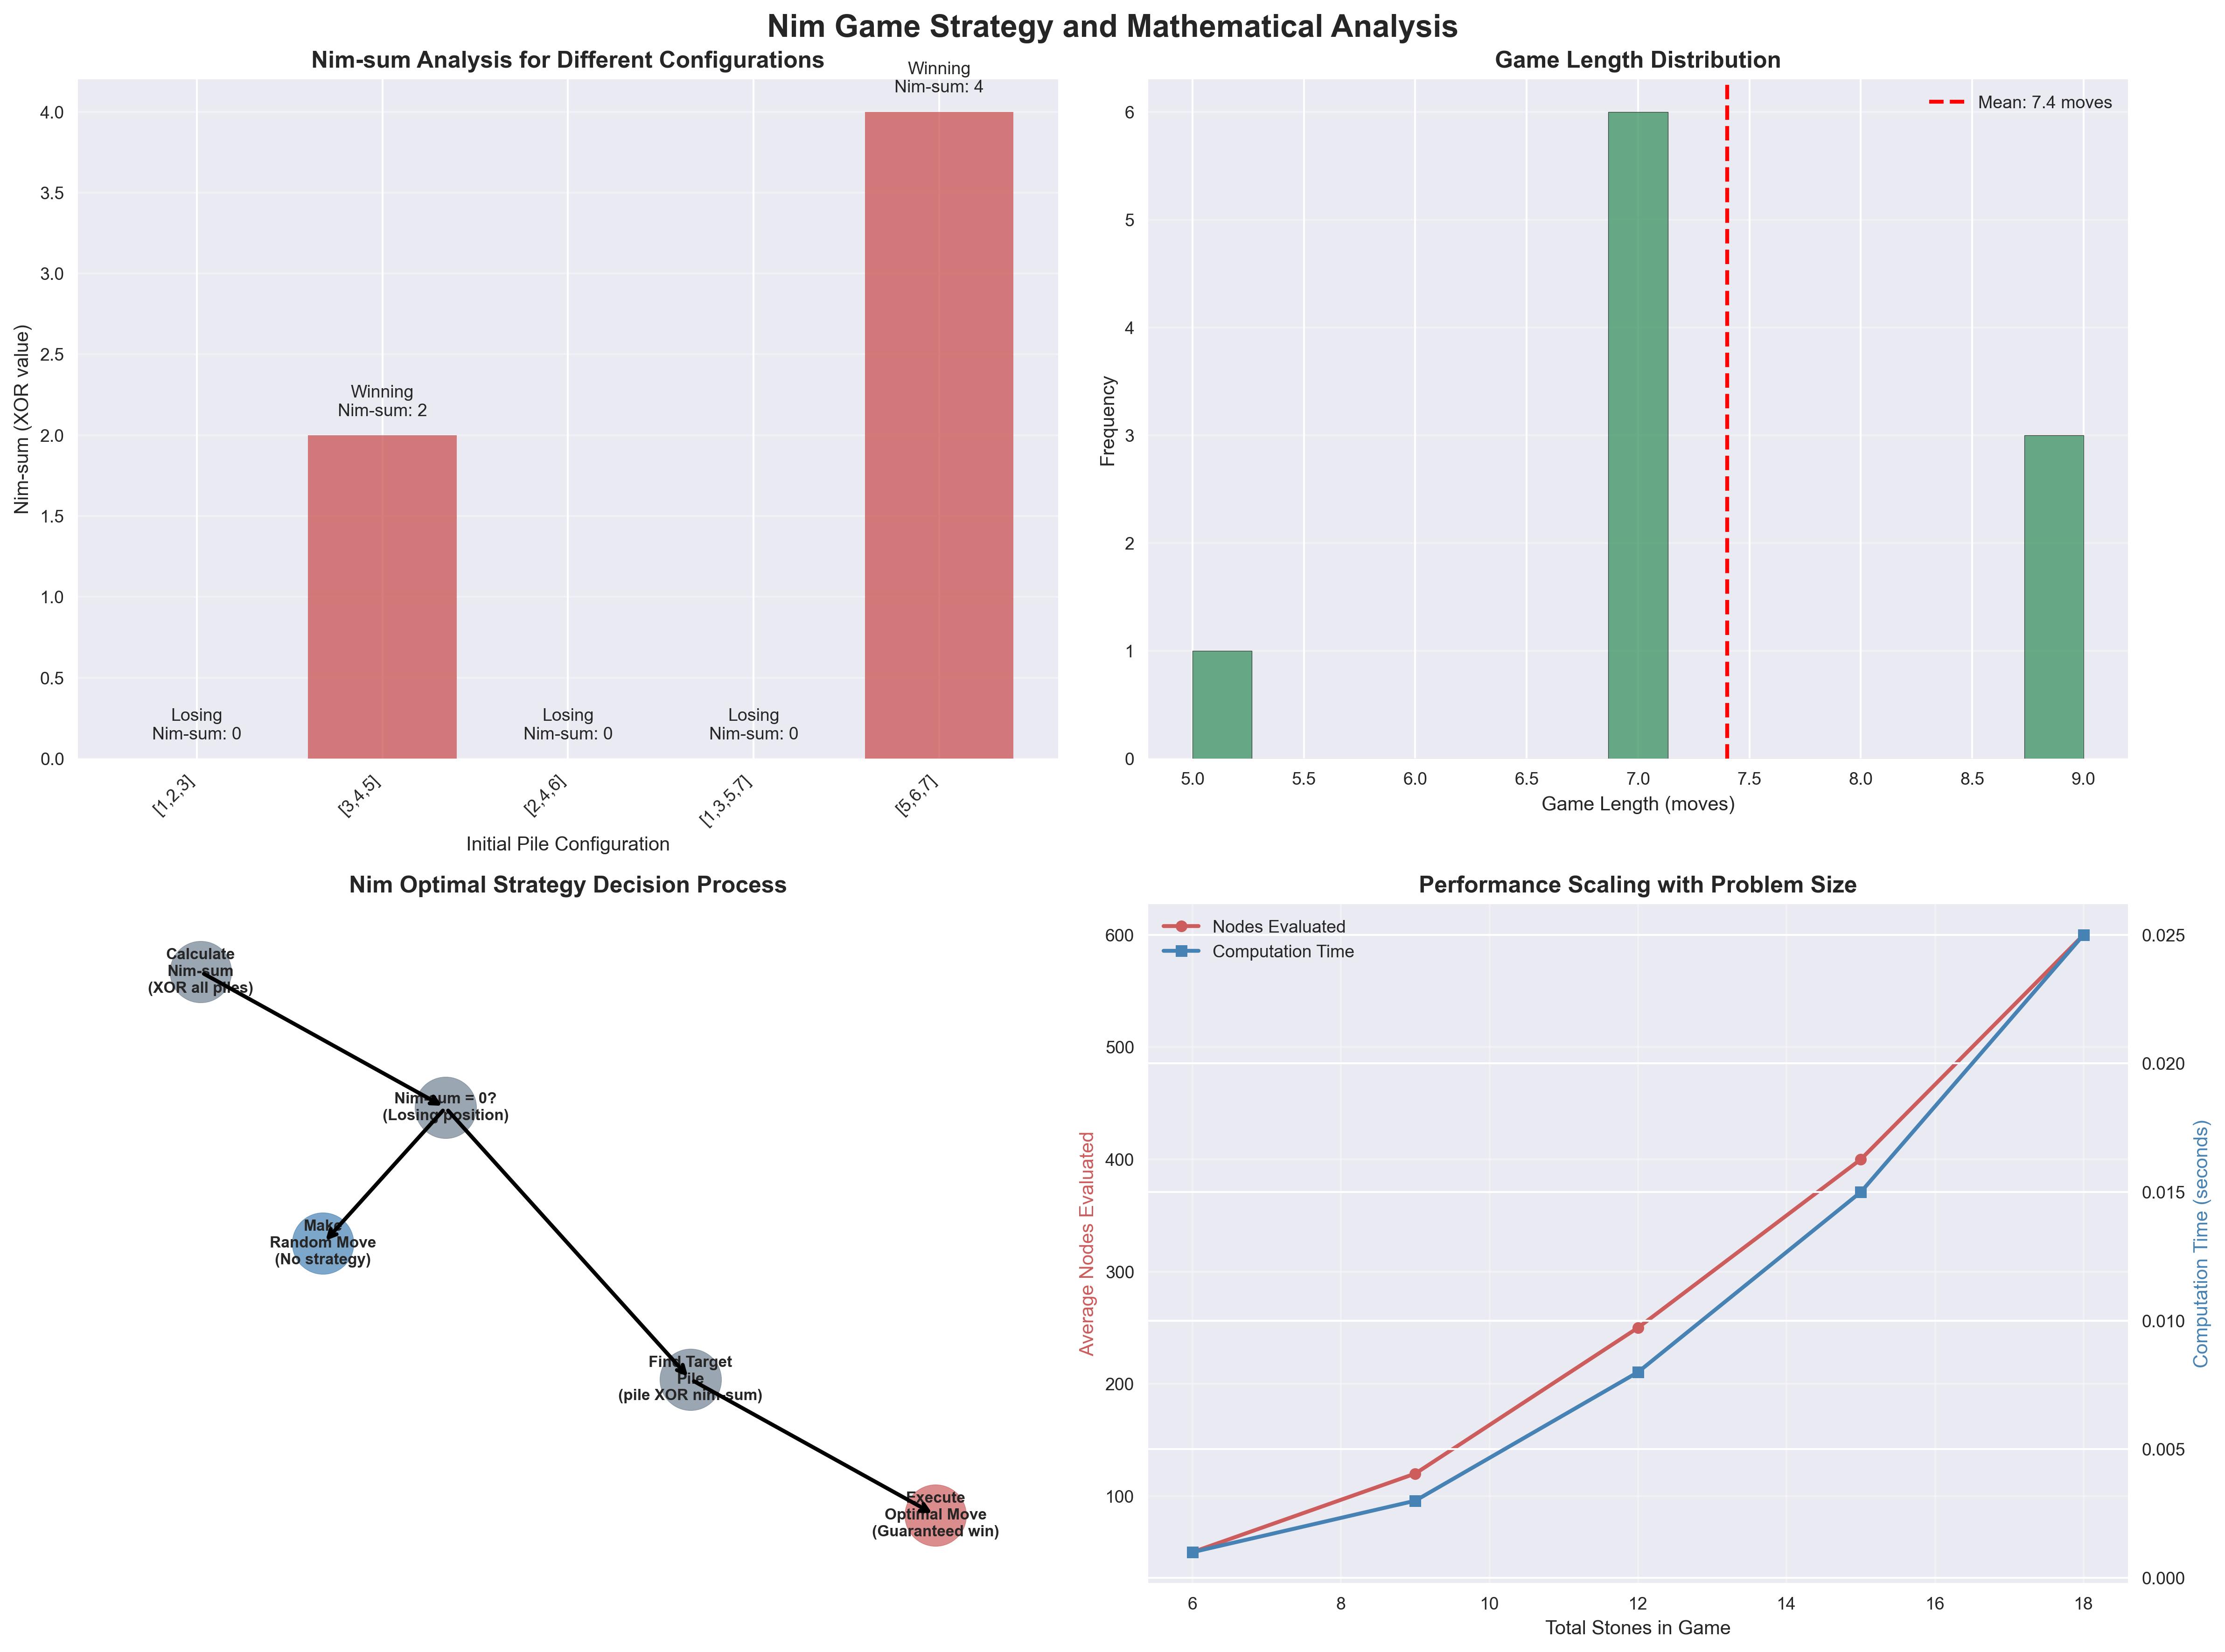 Nim Game Strategy and Mathematical Analysis
Nim-sum Analysis for Different Configurations
Nim-sum (XOR value)
4.0
3.5
3.0
2.5
2.0
1.5
1.0
0.5
0.0
Losing
Nim-sum: 0
Winning
Nim-sum: 2
Losing
Nim-sum: 0
Losing
Nim-sum: 0
Winning
Nim-sum: 4
[1,2,3]
[3,4,5]
[2,4,6]
[1,3,5,7]
[5,6,7]
Initial Pile Configuration
Game Length Distribution
Mean: 7.4 moves
Frequency
6
5
4
3
2
1
0
5.0
5.5
6.0
6.5
7.0
7.5
8.0
8.5
9.0
Game Length (moves)
Nim Optimal Strategy Decision Process
Calculate
Nim-sum
(XOR all piles)
Nim-sum = 0?
(Losing position)
Make
Random Move
(No strategy)
Find Target
Pile
(pile XOR nim-sum)
Execute
Optimal Move
(Guaranteed win)
Performance Scaling with Problem Size
Nodes Evaluated
Computation Time
Average Nodes Evaluated
600
500
400
300
200
100
0.025
0.020
0.015
0.010
0.005
0.000
Computation Time (seconds)
6
8
10
12
14
16
18
Total Stones in Game